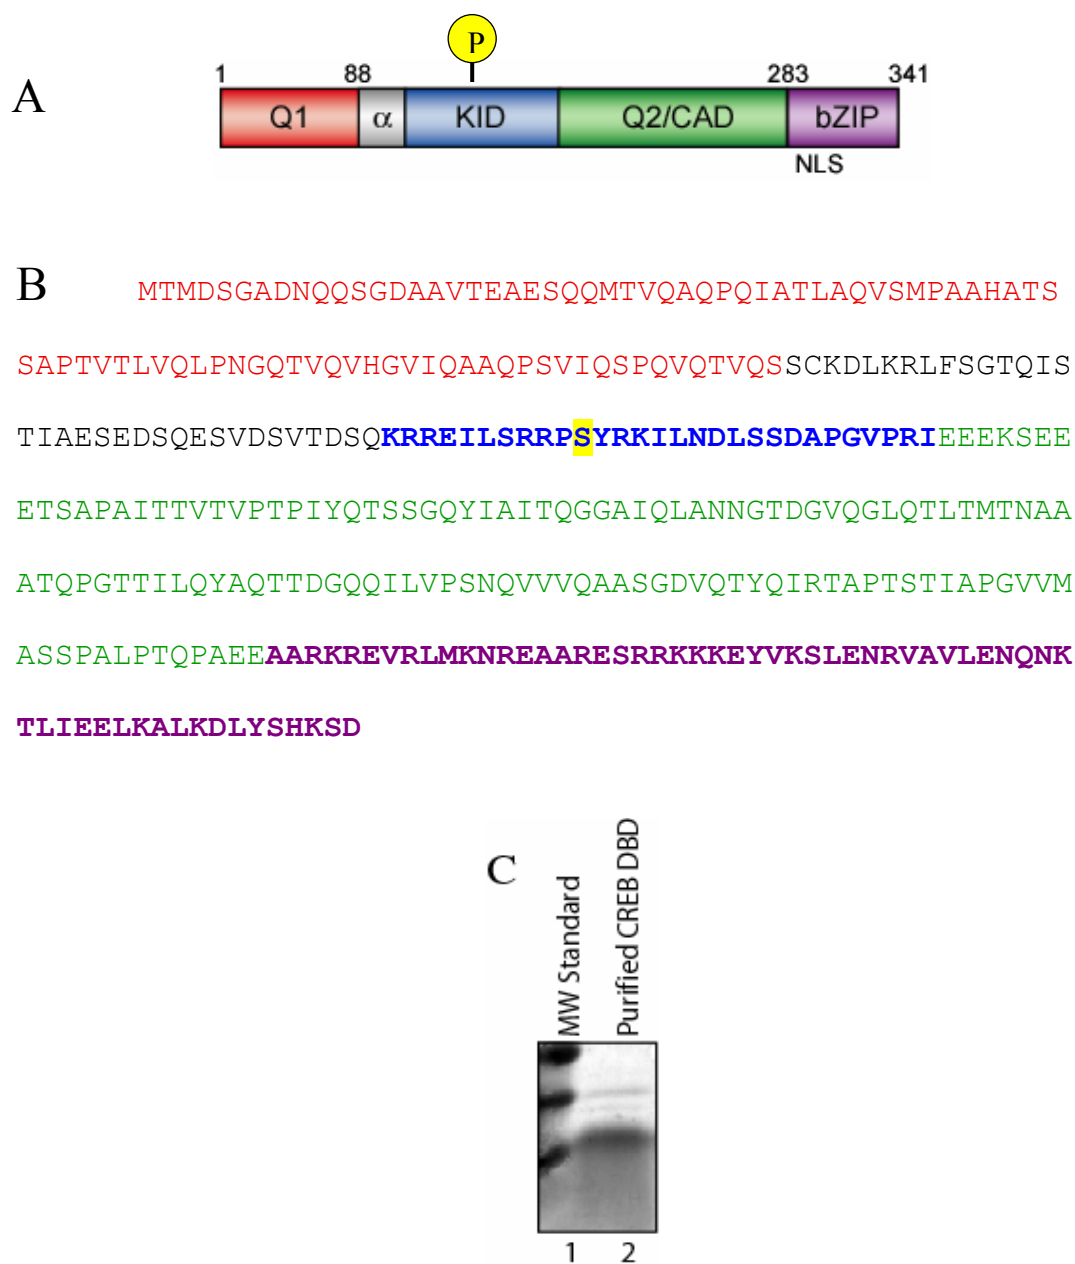 P
1 88 283 341
A Q1 α KID Q2/CAD bZIP
NLS
B MTMDSGADNQQSGDAAVTEAESQQMTVQAQPQIATLAQVSMPAAHATS
SAPTVTLVQLPNGQTVQVHGVIQAAQPSVIQSPQVQTVQSSCKDLKRLFSGTQIS
TIAESEDSQESVDSVTDSQKRREILSRRPSYRKILNDLSSDAPGVPRIEEEKSEE
ETSAPAITTVTVPTPIYQTSSGQYIAITQGGAIQLANNGTDGVQGLQTLTMTNAA
ATQPGTTILQYAQTTDGQQILVPSNQVVVQAASGDVQTYQIRTAPTSTIAPGVVM
ASSPALPTQPAEEAARKREVRLMKNREAARESRRKKKEYVKSLENRVAVLENQNK
TLIEELKALKDLYSHKSD
C
MW Standard
Purified CREB DBD
1 2